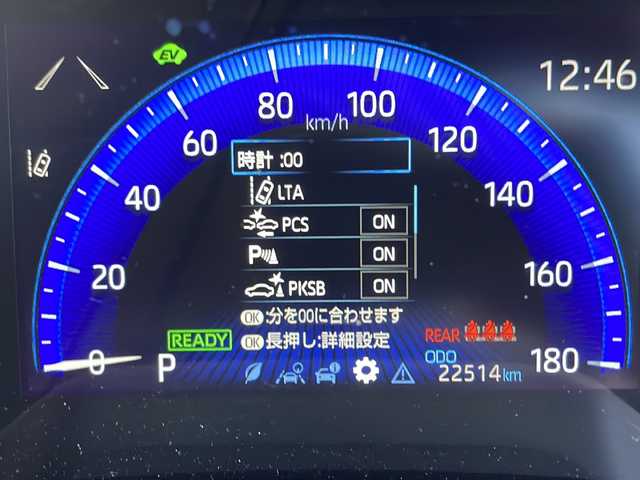 EV
12:46
80
100
km/h
60
120
時計 :00
LTA
40
140
PCS ON
P ON
20
160
PKSB ON
OK :分を00に合わせます
READY
OK 長押し:詳細設定
REAR
ODO
0
P
180
22514 km